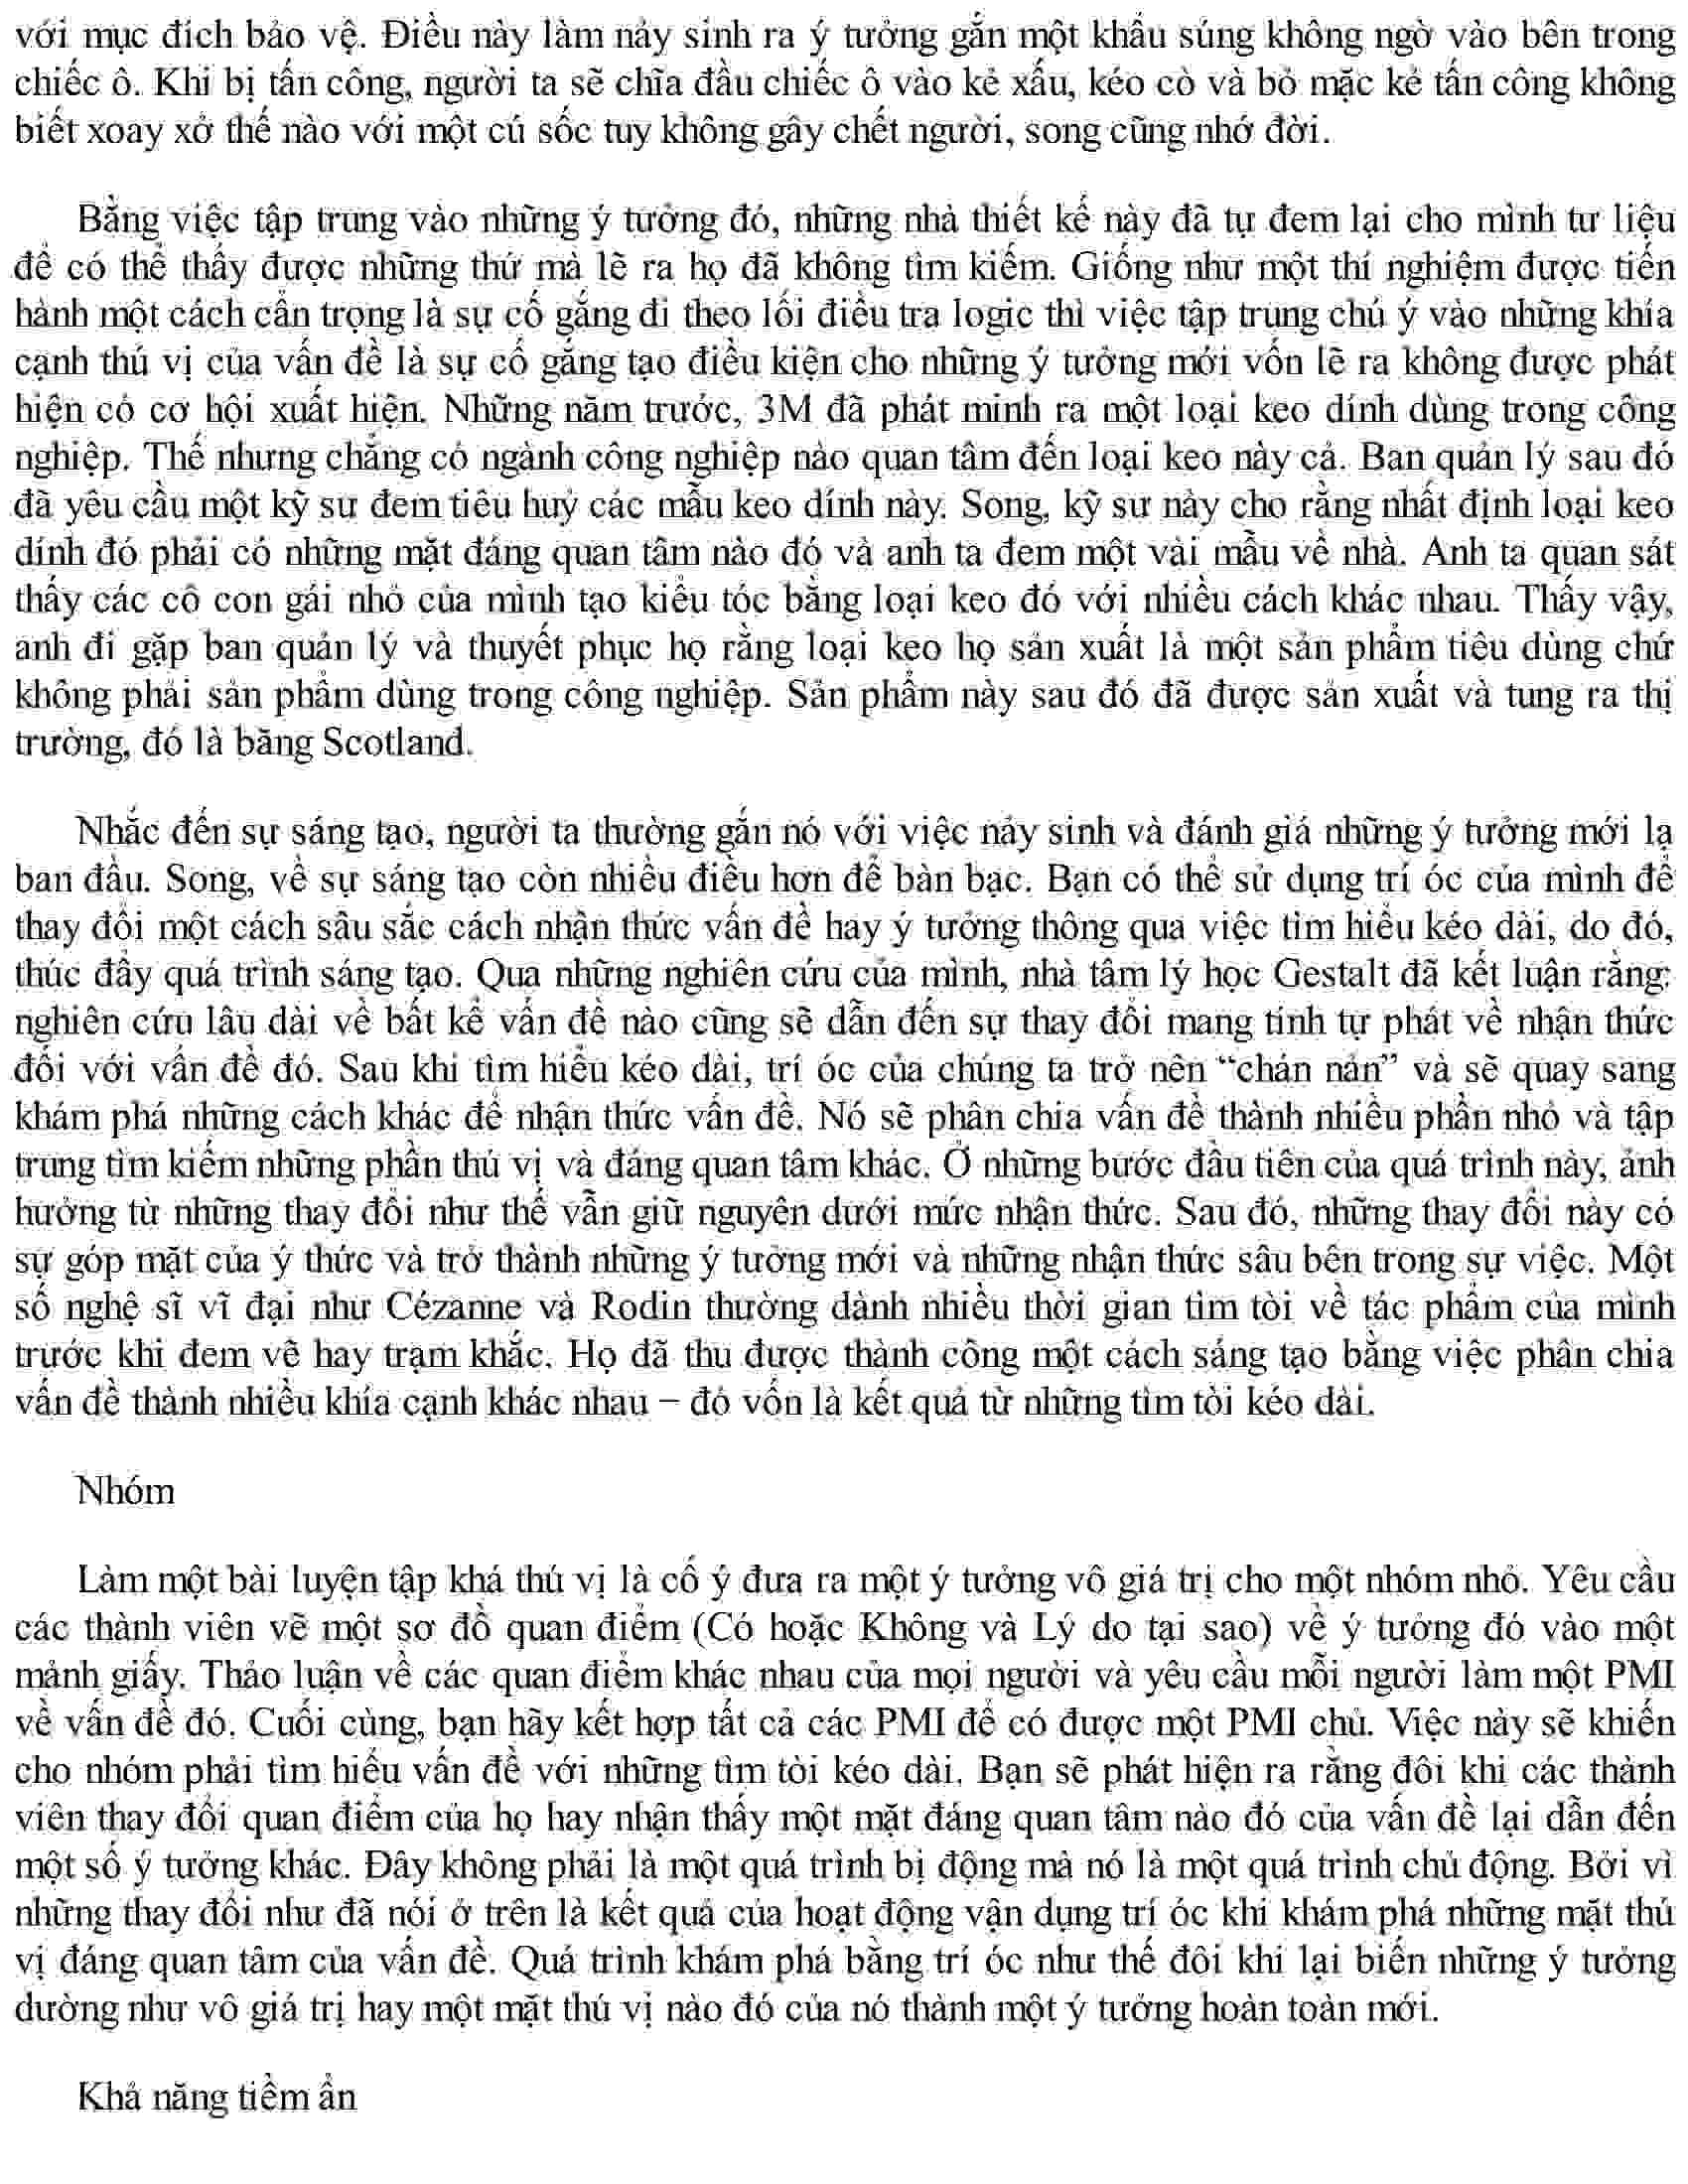 với mục đích bảo vệ. Điều này làm nảy sinh ra ý tưởng gắn một khẩu súng không ngờ vào bên trong
chiếc ô. Khi bị tấn công, người ta sẽ chĩa đầu chiếc ô vào kẻ xấu, kéo cò và bỏ mặc kẻ tấn công không
biết xoay xở thế nào với một cú sốc tuy không gây chết người, song cũng nhớ đời.
Bằng việc tập trung vào những ý tưởng đó, những nhà thiết kế này đã tự đem lại cho mình tư liệu
để có thể thấy được những thứ mà lẽ ra họ đã không tìm kiếm. Giống như một thí nghiệm được tiến
hành một cách cẩn trọng là sự cố gắng đi theo lối điều tra logic thì việc tập trung chú ý vào những khía
cạnh thú vị của vấn đề là sự cố gắng tạo điều kiện cho những ý tưởng mới vốn lẽ ra không được phát
hiện có cơ hội xuất hiện. Những năm trước, 3M đã phát minh ra một loại keo dính dùng trong công
nghiệp. Thế nhưng chẳng có ngành công nghiệp nào quan tâm đến loại keo này cả. Ban quản lý sau đó
đã yêu cầu một kỹ sư đem tiêu huỷ các mẫu keo dính này. Song, kỹ sư này cho rằng nhất định loại keo
dính đó phải có những mặt đáng quan tâm nào đó và anh ta đem một vài mẫu về nhà. Anh ta quan sát
thấy các cô con gái nhỏ của mình tạo kiểu tóc bằng loại keo đó với nhiều cách khác nhau. Thấy vậy,
anh đi gặp ban quản lý và thuyết phục họ rằng loại keo họ sản xuất là một sản phẩm tiêu dùng chứ
không phải sản phẩm dùng trong công nghiệp. Sản phẩm này sau đó đã được sản xuất và tung ra thị
trường, đó là băng Scotland.
Nhắc đến sự sáng tạo, người ta thường gắn nó với việc nảy sinh và đánh giá những ý tưởng mới lạ
ban đầu. Song, về sự sáng tạo còn nhiều điều hơn để bàn bạc. Bạn có thể sử dụng trí óc của mình để
thay đổi một cách sâu sắc cách nhận thức vấn đề hay ý tưởng thông qua việc tìm hiểu kéo dài, do đó,
thúc đẩy quá trình sáng tạo. Qua những nghiên cứu của mình, nhà tâm lý học Gestalt đã kết luận rằng:
nghiên cứu lâu dài về bất kể vấn đề nào cũng sẽ dẫn đến sự thay đổi mang tính tự phát về nhận thức
đối với vấn đề đó. Sau khi tìm hiểu kéo dài, trí óc của chúng ta trở nên “chán nản” và sẽ quay sang
khám phá những cách khác để nhận thức vấn đề. Nó sẽ phân chia vấn đề thành nhiều phần nhỏ và tập
trung tìm kiếm những phần thú vị và đáng quan tâm khác. Ở những bước đầu tiên của quá trình này, ảnh
hưởng từ những thay đổi như thế vẫn giữ nguyên dưới mức nhận thức. Sau đó, những thay đổi này có
sự góp mặt của ý thức và trở thành những ý tưởng mới và những nhận thức sâu bên trong sự việc. Một
số nghệ sĩ vĩ đại như Cézanne và Rodin thường dành nhiều thời gian tìm tòi về tác phẩm của mình
trước khi đem vẽ hay trạm khắc. Họ đã thu được thành công một cách sáng tạo bằng việc phân chia
vấn đề thành nhiều khía cạnh khác nhau – đó vốn là kết quả từ những tìm tòi kéo dài.
Nhóm
Làm một bài luyện tập khá thú vị là cố ý đưa ra một ý tưởng vô giá trị cho một nhóm nhỏ. Yêu cầu
các thành viên vẽ một sơ đồ quan điểm (Có hoặc Không và Lý do tại sao) về ý tưởng đó vào một
mảnh giấy. Thảo luận về các quan điểm khác nhau của mọi người và yêu cầu mỗi người làm một PMI
về vấn đề đó. Cuối cùng, bạn hãy kết hợp tất cả các PMI để có được một PMI chủ. Việc này sẽ khiến
cho nhóm phải tìm hiểu vấn đề với những tìm tòi kéo dài. Bạn sẽ phát hiện ra rằng đôi khi các thành
viên thay đổi quan điểm của họ hay nhận thấy một mặt đáng quan tâm nào đó của vấn đề lại dẫn đến
một số ý tưởng khác. Đây không phải là một quá trình bị động mà nó là một quá trình chủ động. Bởi vì
những thay đổi như đã nói ở trên là kết quả của hoạt động vận dụng trí óc khi khám phá những mặt thú
vị đáng quan tâm của vấn đề. Quá trình khám phá bằng trí óc như thế đôi khi lại biến những ý tưởng
dường như vô giá trị hay một mặt thú vị nào đó của nó thành một ý tưởng hoàn toàn mới.
Khả năng tiềm ẩn